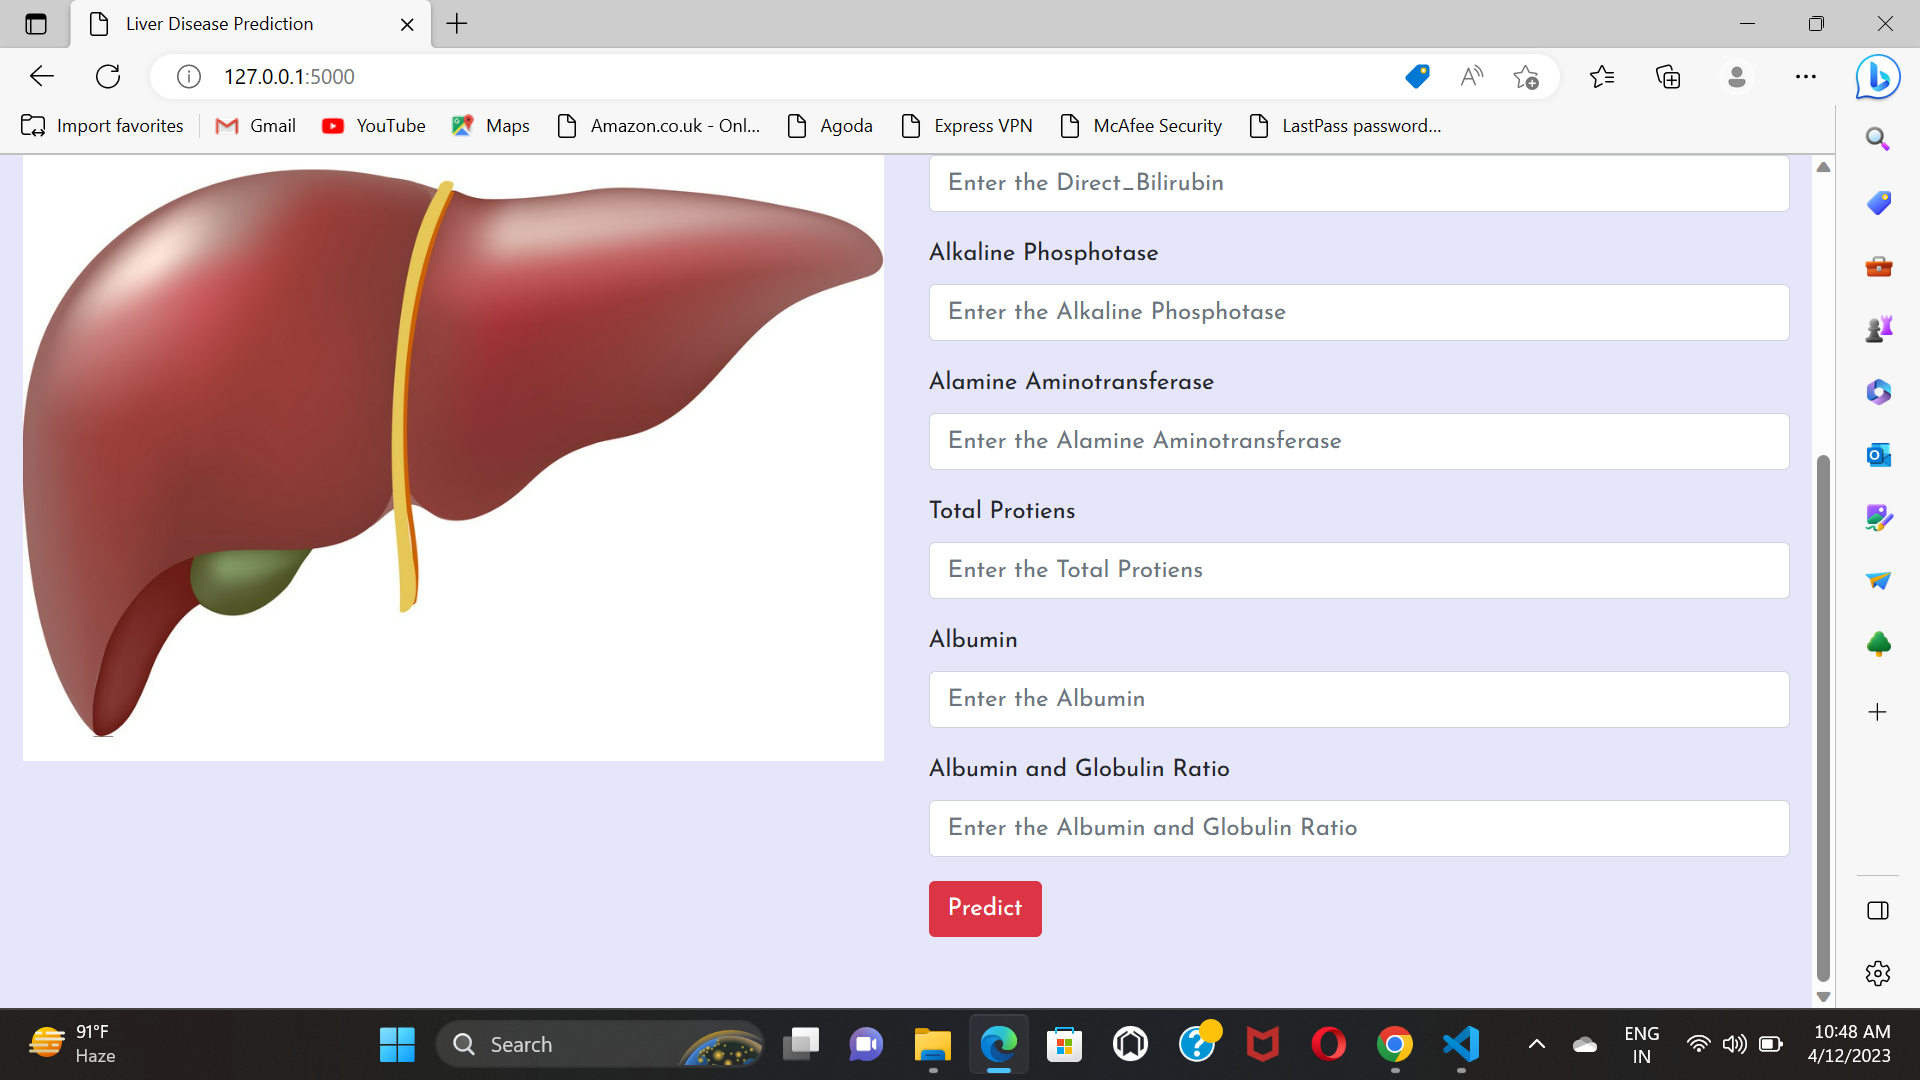 Liver Disease Prediction
127.0.0.1:5000
Import favorites
Gmail
YouTube
Maps
Amazon.co.uk - Onl...
Agoda
Express VPN
McAfee Security
LastPass password...
Enter the Direct_Bilirubin
Alkaline Phosphotase
Enter the Alkaline Phosphotase
Alamine Aminotransferase
Enter the Alamine Aminotransferase
Total Protiens
Enter the Total Protiens
Albumin
Enter the Albumin
Albumin and Globulin Ratio
Enter the Albumin and Globulin Ratio
Predict
91°F
Haze
Search
ENG
IN
10:48 AM
4/12/2023